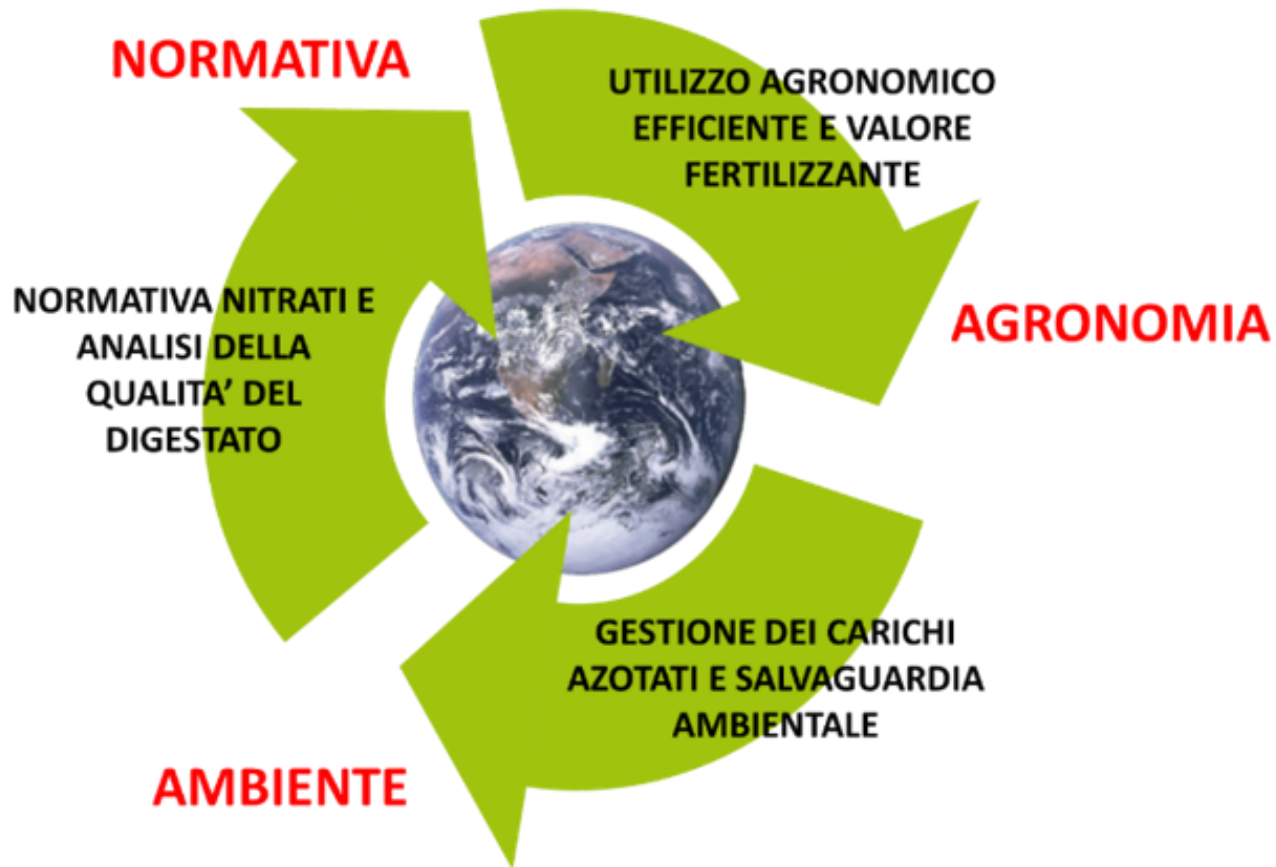 NORMATIVA
UTILIZZO AGRONOMICO
EFFICIENTE E VALORE
FERTILIZZANTE
AGRONOMIA
NORMATIVA NITRATI E
ANALISI DELLA
QUALITA’ DEL
DIGESTATO
GESTIONE DEI CARICHI
AZOTATI E SALVAGUARDIA
AMBIENTALE
AMBIENTE